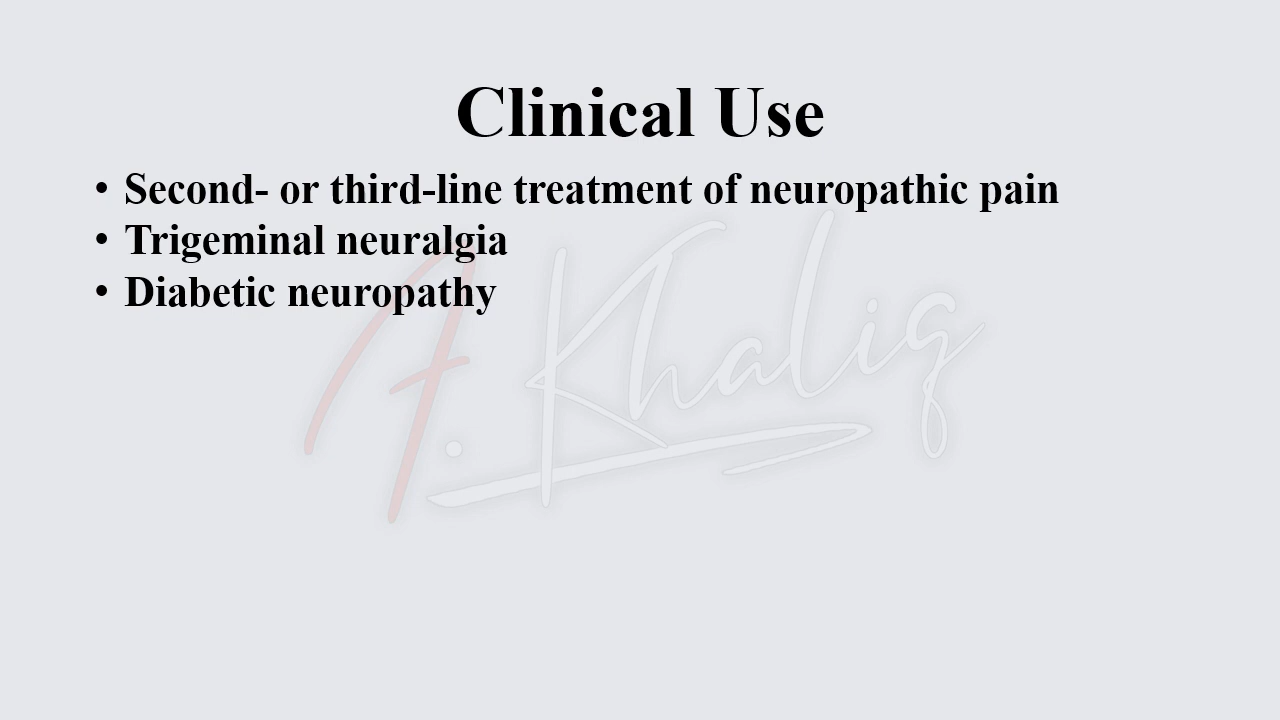 Clinical Use
• Second- or third-line treatment of neuropathic pain
• Trigeminal neuralgia
• Diabetic neuropathy
A. Khaliq